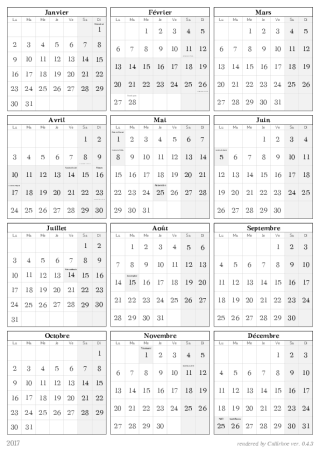 Janvier Février Mars
Lu Ma Me Je Ve Sa Di Lu Ma Me Je Ve Sa Di Lu Ma Me Je Ve Sa Di
1 1 2 3 4 5 1 2 3 4 5
2 3 4 5 6 7 8 6 7 8 9 10 11 12 6 7 8 9 10 11 12
9 10 11 12 13 14 15 13 14 15 16 17 18 19 13 14 15 16 17 18 19
16 17 18 19 20 21 22 20 21 22 23 24 25 26 20 21 22 23 24 25 26
23 24 25 26 27 28 29 27 28 27 28 29 30 31
30 31
Avril Mai Juin
Lu Ma Me Je Ve Sa Di Lu Ma Me Je Ve Sa Di Lu Ma Me Je Ve Sa Di
1 2 1 2 3 4 5 6 7 1 2 3 4
3 4 5 6 7 8 9 8 9 10 11 12 13 14 5 6 7 8 9 10 11
10 11 12 13 14 15 16 15 16 17 18 19 20 21 12 13 14 15 16 17 18
17 18 19 20 21 22 23 22 23 24 25 26 27 28 19 20 21 22 23 24 25
24 25 26 27 28 29 30 29 30 31 26 27 28 29 30
Juillet Août Septembre
Lu Ma Me Je Ve Sa Di Lu Ma Me Je Ve Sa Di Lu Ma Me Je Ve Sa Di
1 2 1 2 3 4 5 6 1 2 3
3 4 5 6 7 8 9 7 8 9 10 11 12 13 4 5 6 7 8 9 10
10 11 12 13 14 15 16 14 15 16 17 18 19 20 11 12 13 14 15 16 17
17 18 19 20 21 22 23 21 22 23 24 25 26 27 18 19 20 21 22 23 24
24 25 26 27 28 29 30 28 29 30 31 25 26 27 28 29 30
31
Octobre Novembre Décembre
Lu Ma Me Je Ve Sa Di Lu Ma Me Je Ve Sa Di Lu Ma Me Je Ve Sa Di
1 1 2 3 4 5 1 2 3
2 3 4 5 6 7 8 6 7 8 9 10 11 12 4 5 6 7 8 9 10
9 10 11 12 13 14 15 13 14 15 16 17 18 19 11 12 13 14 15 16 17
16 17 18 19 20 21 22 20 21 22 23 24 25 26 18 19 20 21 22 23 24
23 24 25 26 27 28 29 27 28 29 30 25 26 27 28 29 30 31
30 31
2017 rendered by Callirhoe ver. 0.4.3